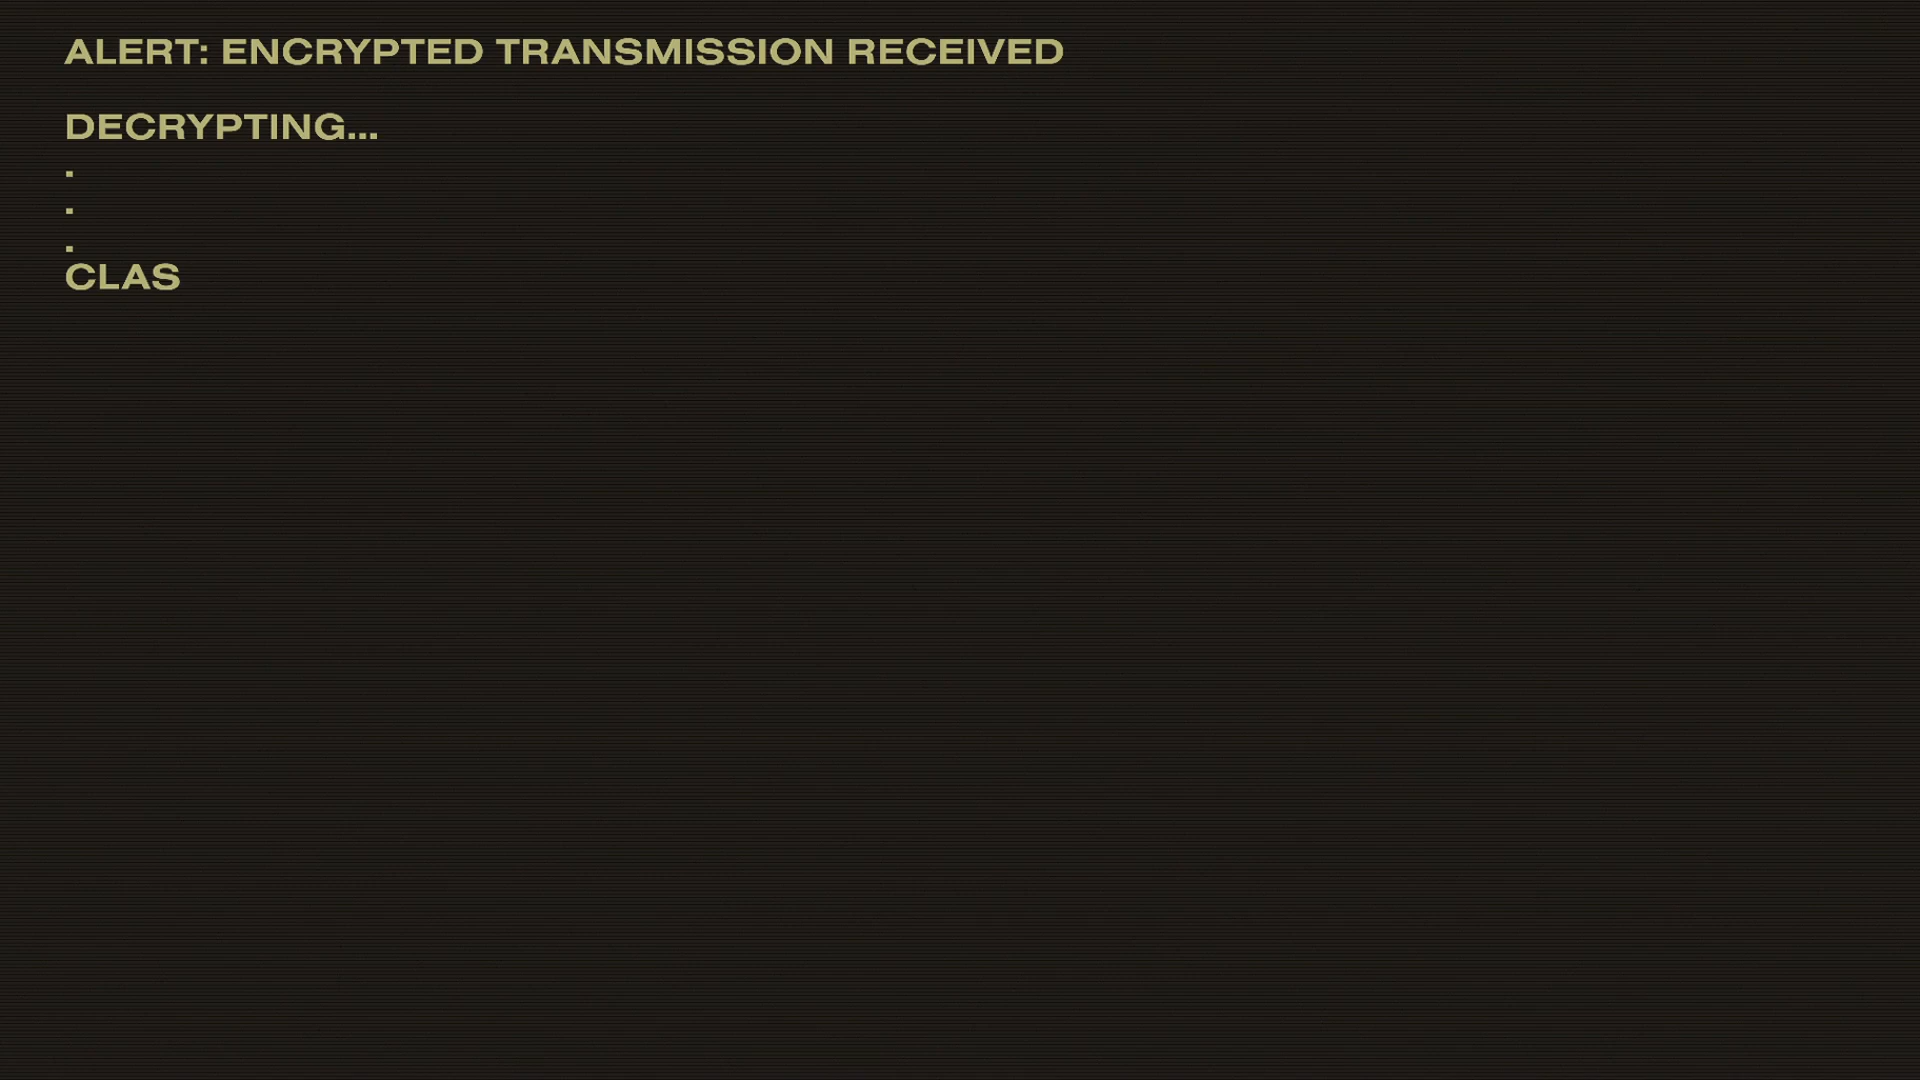 ALERT: ENCRYPTED TRANSMISSION RECEIVED
DECRYPTING...
.
.
.
CLAS